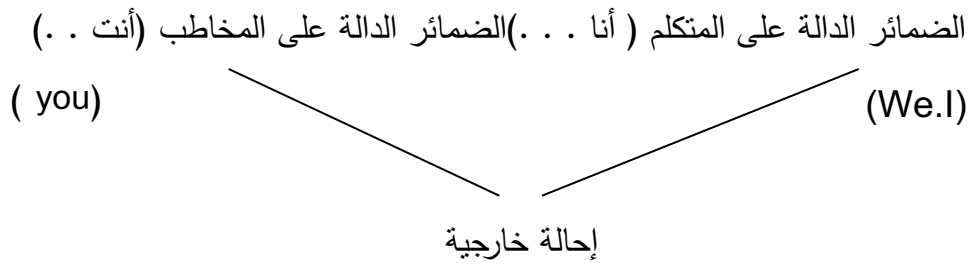 الضمائر الدالة على المتكلم ( أنا . . . )الضمائر الدالة على المخاطب (أنت . . )
(We.I) ( you)
إحالة خارجية